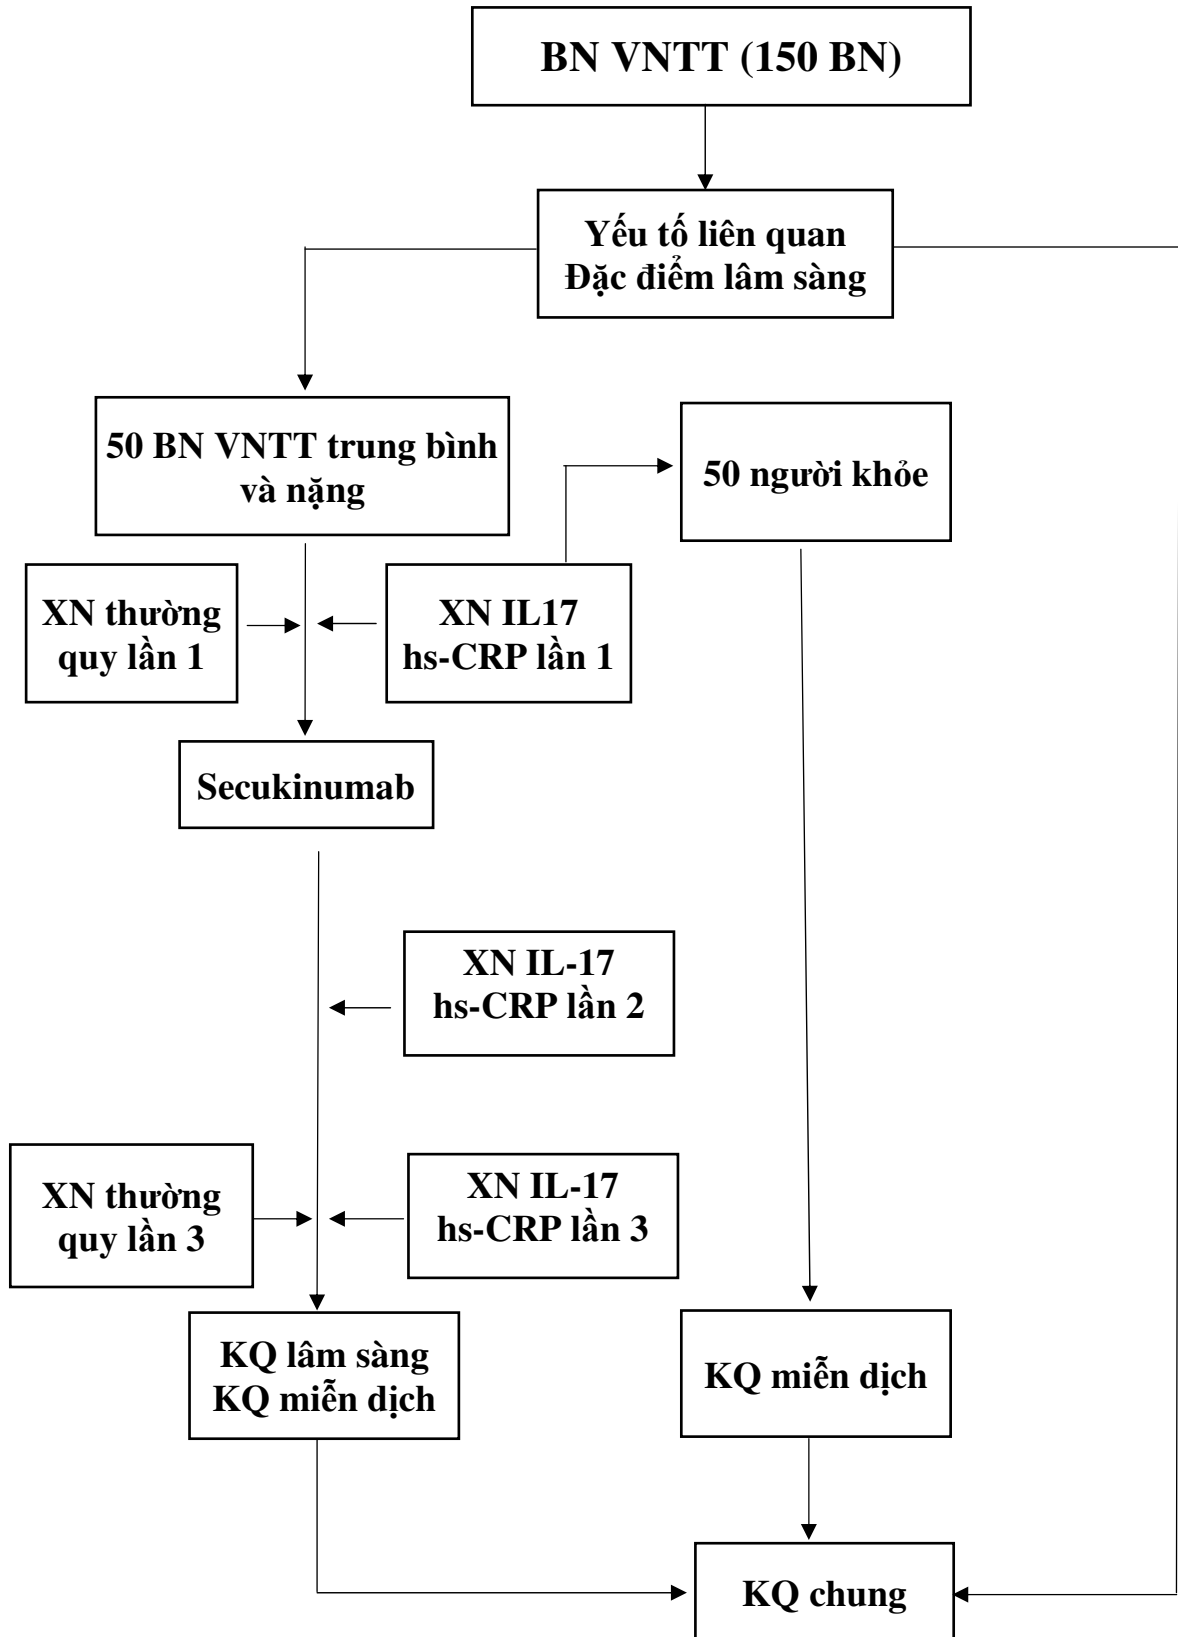 BN VNTT (150 BN)
Yếu tố liên quan
Đặc điểm lâm sàng
50 BN VNTT trung bình
và nặng
50 người khỏe
XN thường
quy lần 1
XN IL17
hs-CRP lần 1
Secukinumab
XN IL-17
hs-CRP lần 2
XN thường
quy lần 3
XN IL-17
hs-CRP lần 3
KQ lâm sàng
KQ miễn dịch
KQ miễn dịch
KQ chung